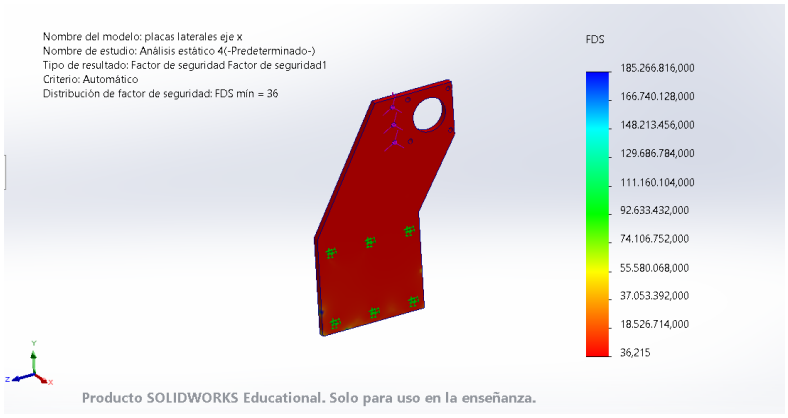 Nombre del modelo: placas laterales eje x
Nombre de estudio: Análisis estático 4(-Predeterminado-)
Tipo de resultado: Factor de seguridad Factor de seguridad1
Criterio: Automático
Distribución de factor de seguridad: FDS mín = 36
FDS
185.266.816,000
166.740.128,000
148.213.456,000
129.686.784,000
111.160.104,000
92.633.432,000
74.106.752,000
55.580.068,000
37.053.392,000
18.526.714,000
36,215
Y
Z
X
Producto SOLIDWORKS Educational. Solo para uso en la enseñanza.